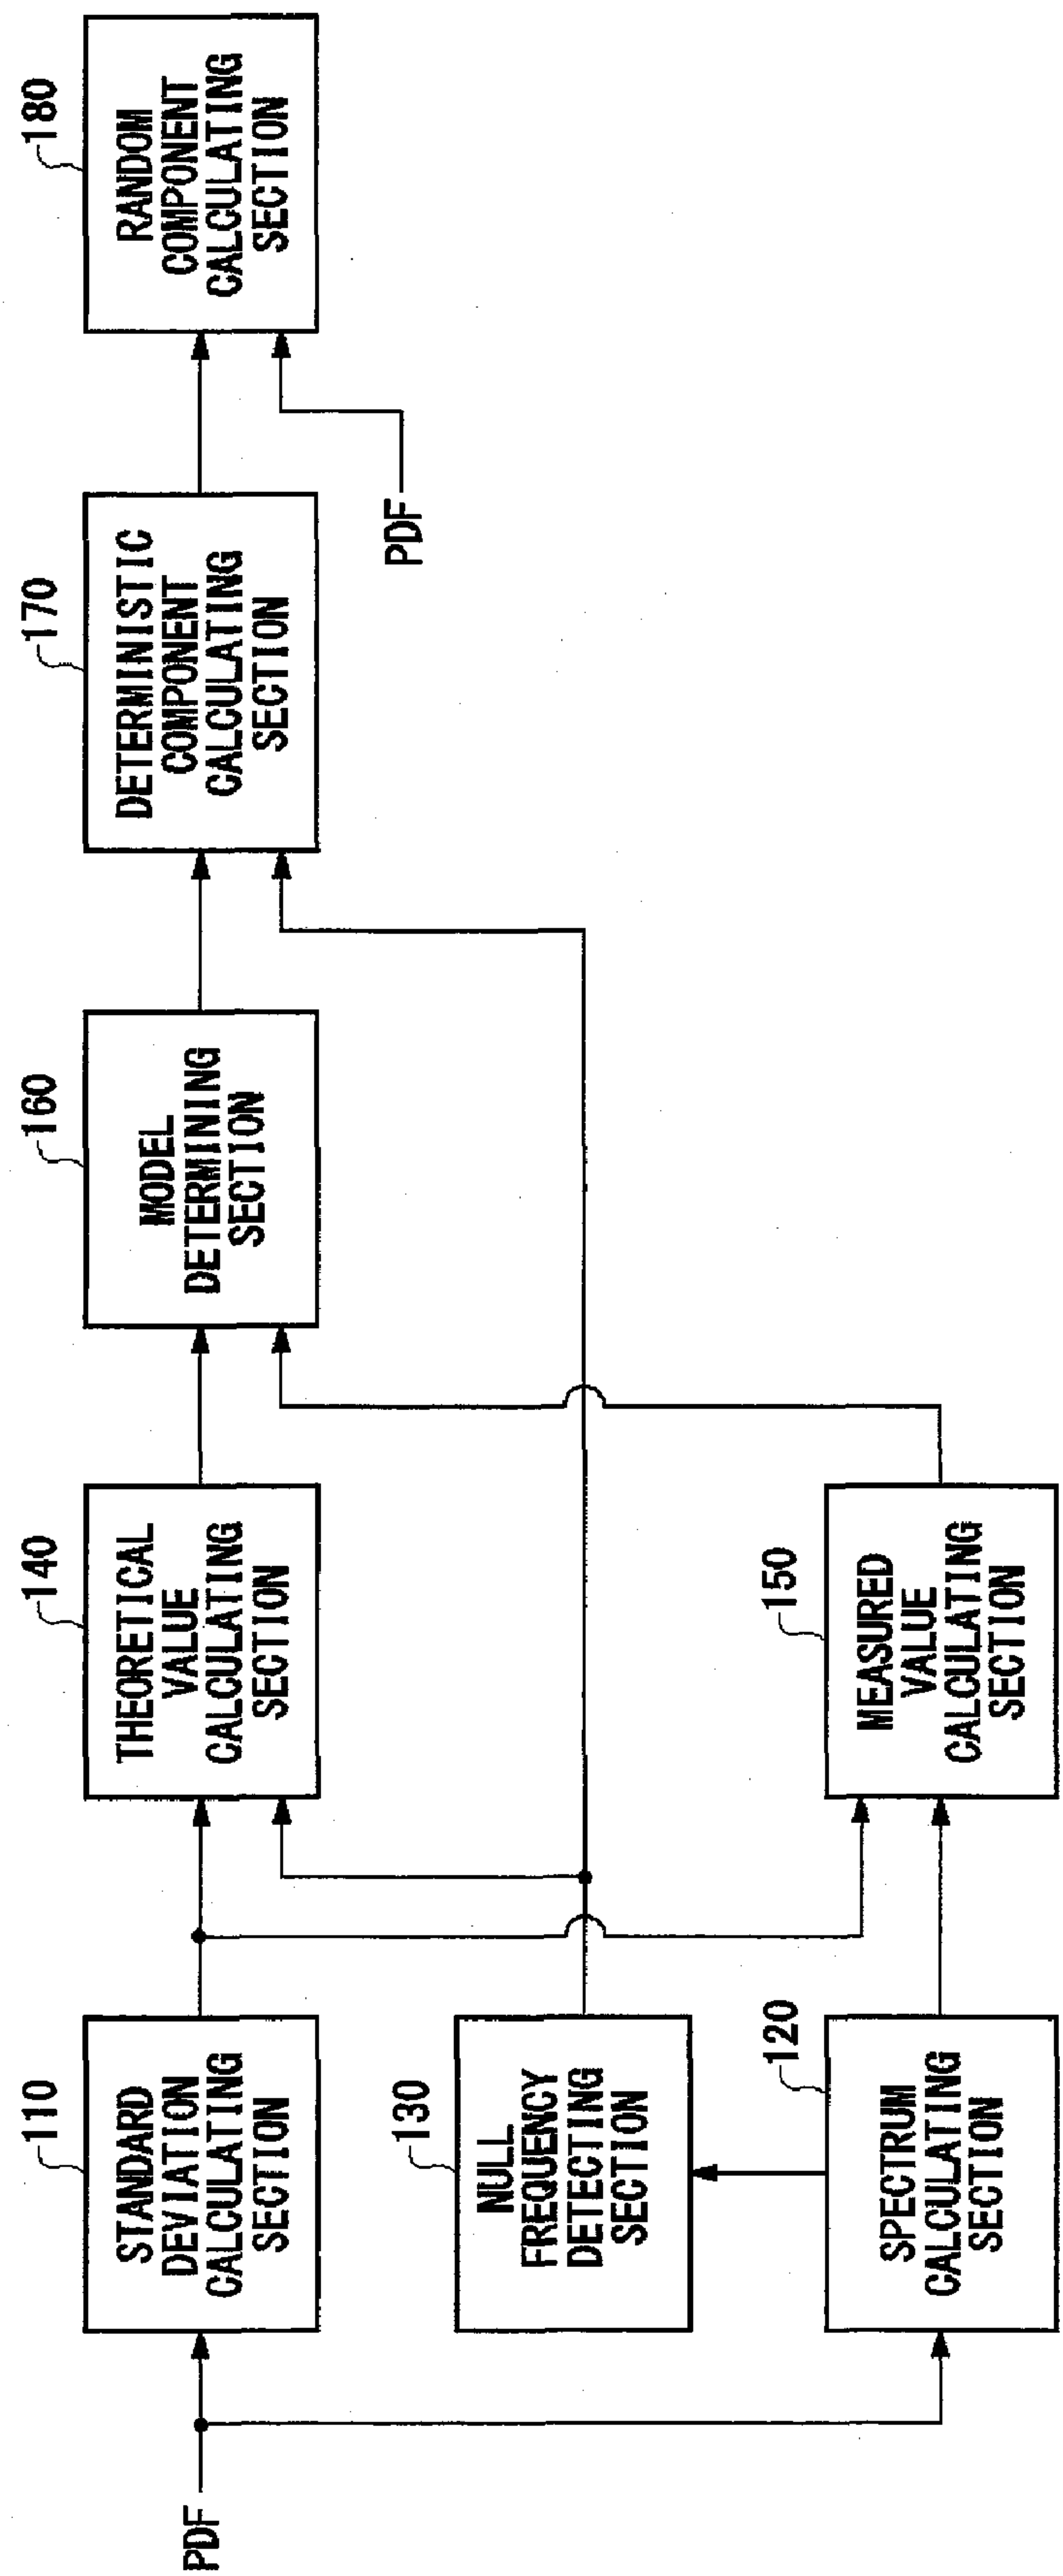 110
STANDARD
DEVIATION
CALCULATING
SECTION
140
THEORETICAL
VALUE
CALCULATING
SECTION
160
MODEL
DETERMINING
SECTION
170
DETERMINISTIC
COMPONENT
CALCULATING
SECTION
180
RANDOM
COMPONENT
CALCULATING
SECTION
PDF
PDF
130
NULL
FREQUENCY
DETECTING
SECTION
120
SPECTRUM
CALCULATING
SECTION
150
MEASURED
VALUE
CALCULATING
SECTION